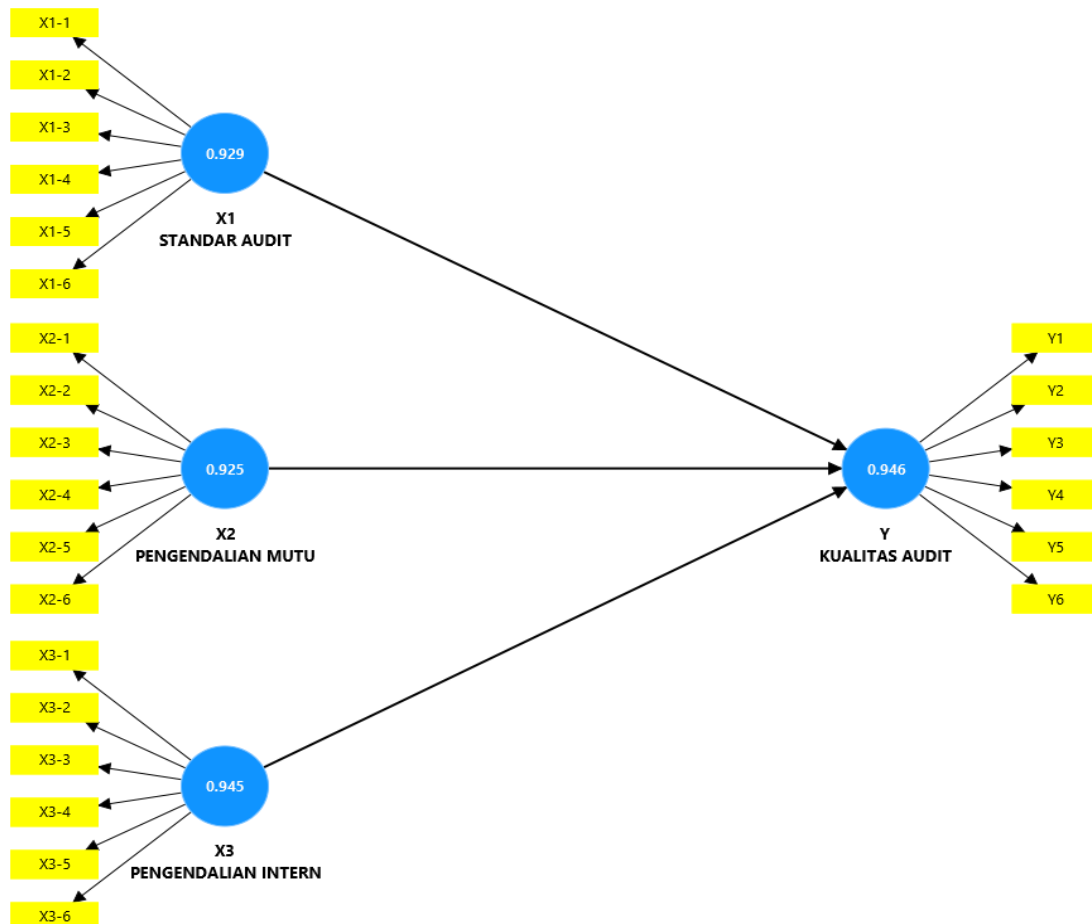 X1-1
X1-2
X1-3
X1-4
X1-5
X1-6
0.929
X1
STANDAR AUDIT
X2-1
X2-2
X2-3
X2-4
X2-5
X2-6
0.925
X2
PENGENDALIAN MUTU
X3-1
X3-2
X3-3
X3-4
X3-5
X3-6
0.945
X3
PENGENDALIAN INTERN
0.946
Y
KUALITAS AUDIT
Y1
Y2
Y3
Y4
Y5
Y6